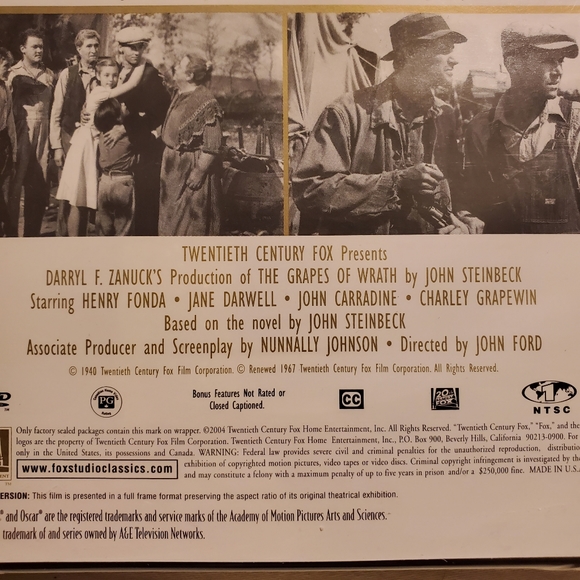 TWENTIETH CENTURY FOX Presents
DARRYL F. ZANUCK'S Production of THE GRAPES OF WRATH by JOHN STEINBECK
Starring HENRY FONDA • JANE DARWELL • JOHN CARRADINE • CHARLEY GRAPEWIN
Based on the novel by JOHN STEINBECK
Associate Producer and Screenplay by NUNNALLY JOHNSON • Directed by JOHN FORD
© 1940 Twentieth Century Fox Film Corporation. © Renewed 1967 Twentieth Century Fox Film Corporation. All Rights Reserved.
PG
Bonus Features Not Rated or
Closed Captioned.
CC
20th CENTURY FOX
1
NTSC
Only factory sealed packages contain this mark on wrapper. ©2004 Twentieth Century Fox Home Entertainment, Inc. All Rights Reserved. "Twentieth Century Fox," "Fox," and the
logos are the property of Twentieth Century Fox Film Corporation. Twentieth Century Fox Home Entertainment, Inc., P.O. Box 900, Beverly Hills, California 90213-0900. For
only in the United States, its possessions and Canada. WARNING: Federal law provides severe civil and criminal penalties for the unauthorized reproduction, distribution
www.foxstudioclassics.com
exhibition of copyrighted motion pictures, video tapes or video discs. Criminal copyright infringement is investigated by the
and may constitute a felony with a maximum penalty of up to five years in prison and/or a $250,000 fine. MADE IN U.S.
VERSION: This film is presented in a full frame format preserving the aspect ratio of its original theatrical exhibition.
® and Oscar® are the registered trademarks and service marks of the Academy of Motion Pictures Arts and Sciences.
trademark of and series owned by A&E Television Networks.